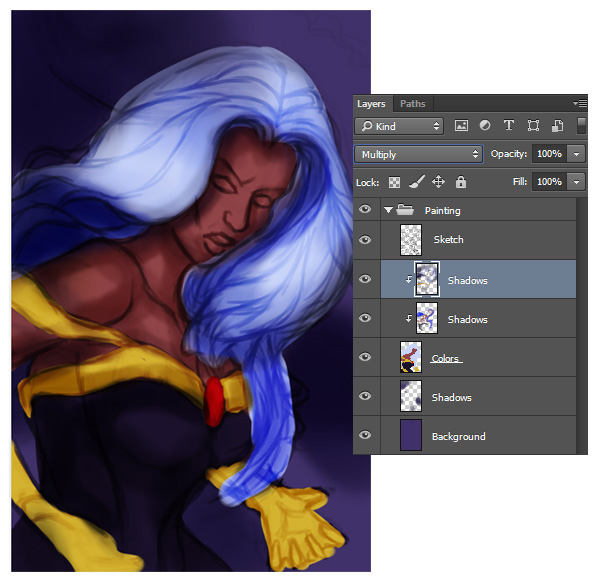 Layers Paths
Kind
Multiply Opacity: 100%
Lock: Fill: 100%
Painting
Sketch
Shadows
Shadows
Colors
Shadows
Background